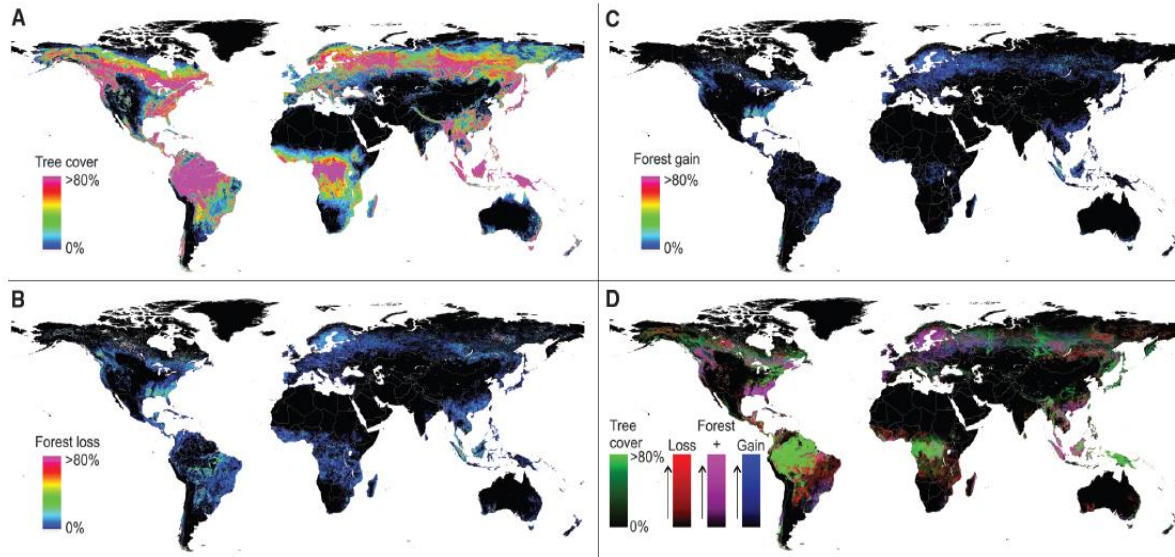 A
Tree cover
>80%
0%
B
Forest loss
>80%
0%
C
Forest gain
>80%
0%
D
Tree
cover
>80%
0%
Forest
Loss + Gain